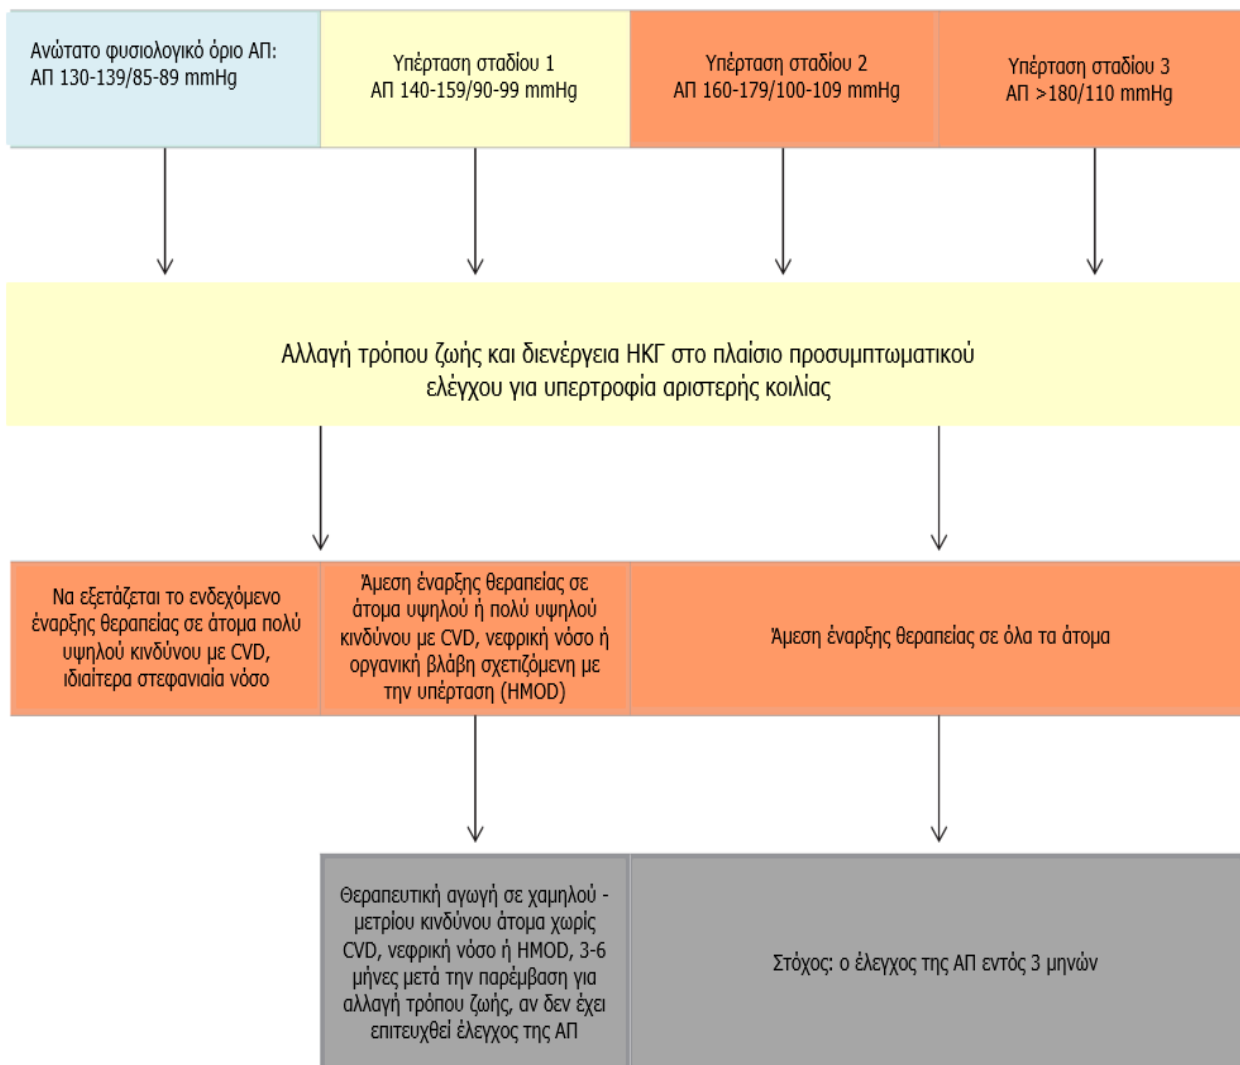 Ανώτατο φυσιολογικό όριο ΑΠ:
ΑΠ 130-139/85-89 mmHg
Υπέρταση σταδίου 1
ΑΠ 140-159/90-99 mmHg
Υπέρταση σταδίου 2
ΑΠ 160-179/100-109 mmHg
Υπέρταση σταδίου 3
ΑΠ >180/110 mmHg
Αλλαγή τρόπου ζωής και διενέργεια ΗΚΓ στο πλαίσιο προσυμπτωματικού
ελέγχου για υπερτροφία αριστερής κοιλίας
Να εξετάζεται το ενδεχόμενο
έναρξης θεραπείας σε άτομα πολύ
υψηλού κινδύνου με CVD,
ιδιαίτερα στεφανιαία νόσο
Άμεση έναρξης θεραπείας σε
άτομα υψηλού ή πολύ υψηλού
κινδύνου με CVD, νεφρική νόσο ή
οργανική βλάβη σχετιζόμενη με
την υπέρταση (HMOD)
Άμεση έναρξης θεραπείας σε όλα τα άτομα
Θεραπευτική αγωγή σε χαμηλού -
μετρίου κινδύνου άτομα χωρίς
CVD, νεφρική νόσο ή HMOD, 3-6
μήνες μετά την παρέμβαση για
αλλαγή τρόπου ζωής, αν δεν έχει
επιτευχθεί έλεγχος της ΑΠ
Στόχος: ο έλεγχος της ΑΠ εντός 3 μηνών